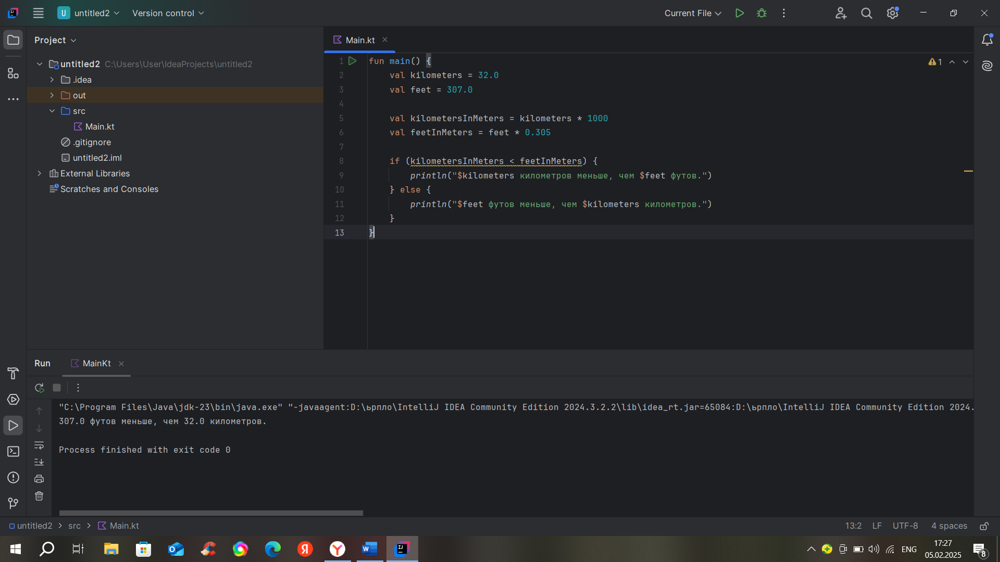 untitled2 Version control Current File
Project
Main.kt
untitled2 C:\Users\User\IdeaProjects\untitled2
.idea
out
src
Main.kt
.gitignore
untitled2.iml
External Libraries
Scratches and Consoles
1 fun main() {
2 val kilometers = 32.0
3 val feet = 307.0
4
5 val kilometersInMeters = kilometers * 1000
6 val feetInMeters = feet * 0.305
7
8 if (kilometersInMeters < feetInMeters) {
9 println("$kilometers километров меньше, чем $feet футов.")
10 } else {
11 println("$feet футов меньше, чем $kilometers километров.")
12 }
13 }
1
Run MainKt
"C:\Program Files\Java\jdk-23\bin\java.exe" "-javaagent:D:\ьрпло\IntelliJ IDEA Community Edition 2024.3.2.2\lib\idea_rt.jar=65084:D:\ьрпло\IntelliJ IDEA Community Edition 2024.
307.0 футов меньше, чем 32.0 километров.
Process finished with exit code 0
untitled2 > src > Main.kt 13:2 LF UTF-8 4 spaces
ENG
17:27
05.02.2025
8